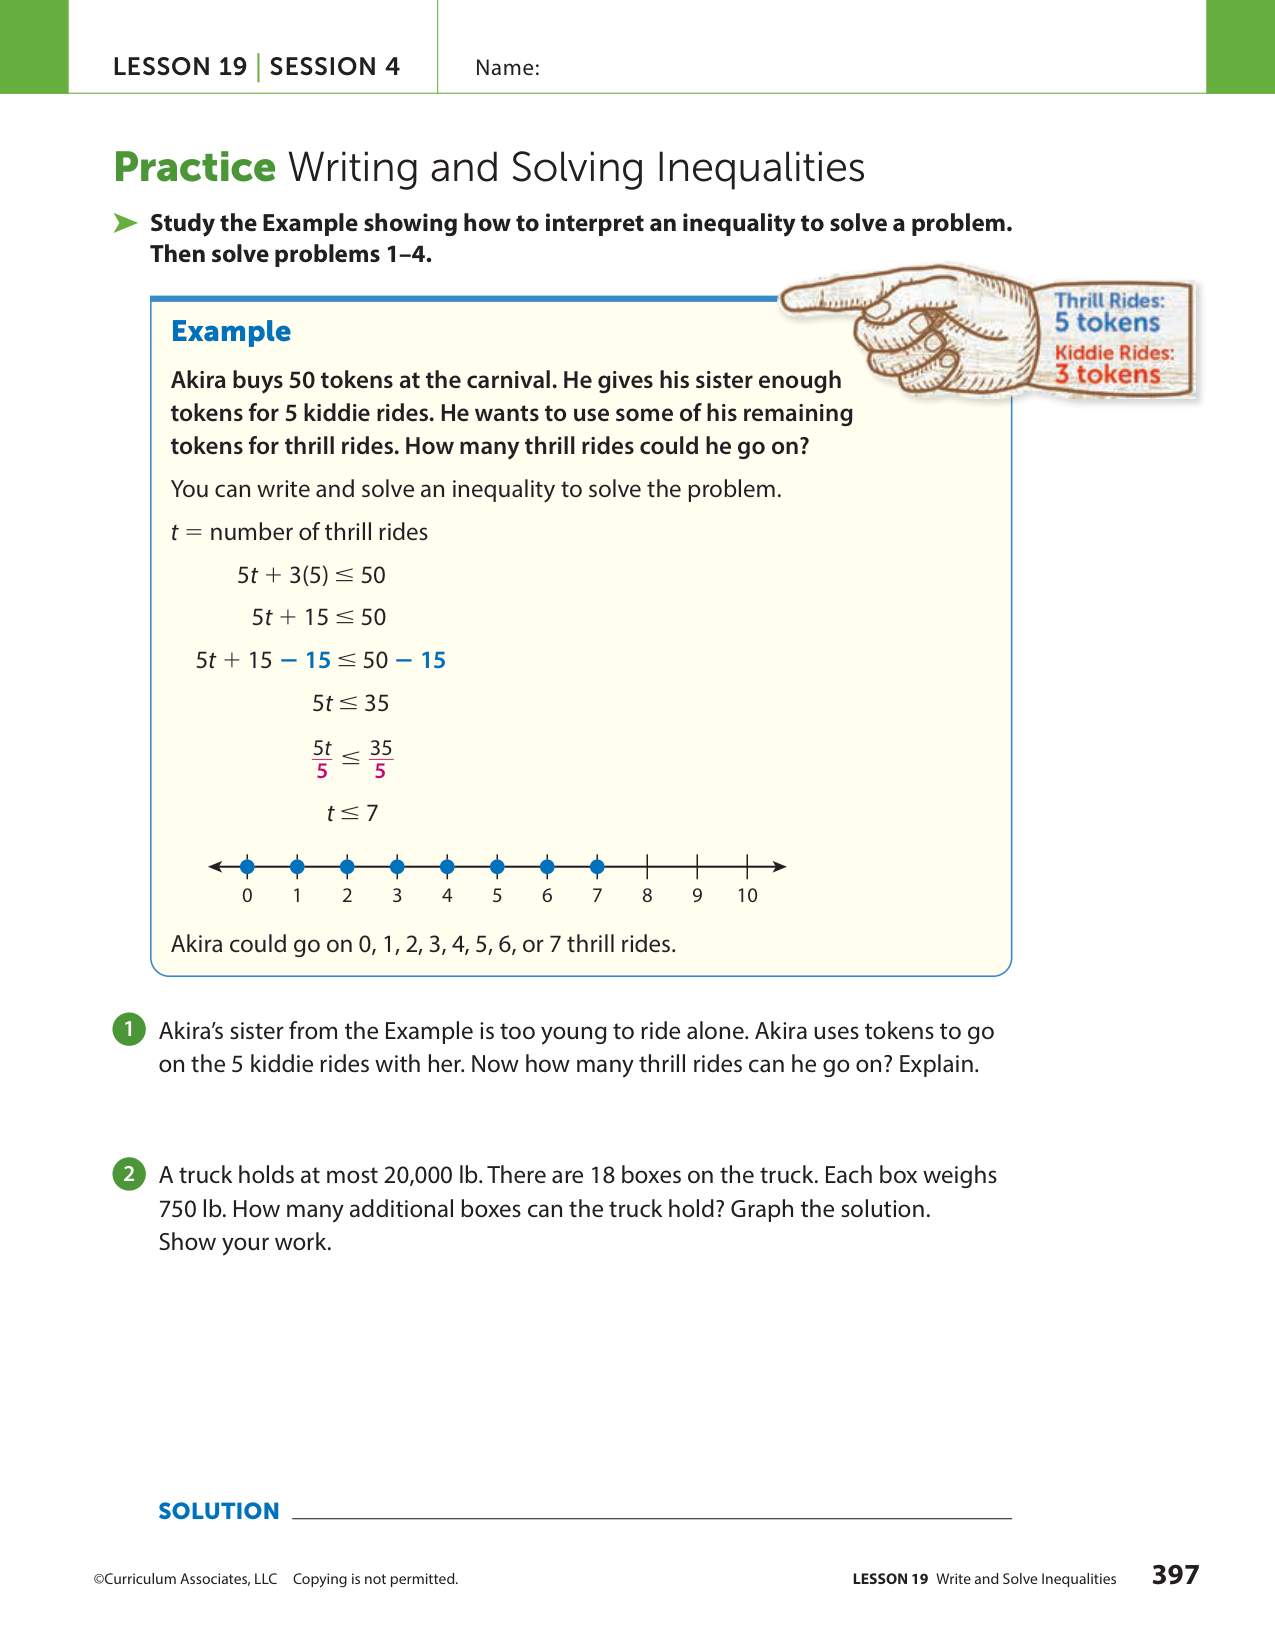 LESSON 19 | SESSION 4
Name:
Practice Writing and Solving Inequalities
Study the Example showing how to interpret an inequality to solve a problem.
Then solve problems 1–4.
Thrill Rides:
5 tokens
Kiddie Rides:
3 tokens
Example
Akira buys 50 tokens at the carnival. He gives his sister enough
tokens for 5 kiddie rides. He wants to use some of his remaining
tokens for thrill rides. How many thrill rides could he go on?
You can write and solve an inequality to solve the problem.
t = number of thrill rides
5t + 3(5) ≤ 50
5t + 15 ≤ 50
5t + 15 − 15 ≤ 50 − 15
5t ≤ 35
5t/5 ≤ 35/5
t ≤ 7
0 1 2 3 4 5 6 7 8 9 10
Akira could go on 0, 1, 2, 3, 4, 5, 6, or 7 thrill rides.
1 Akira’s sister from the Example is too young to ride alone. Akira uses tokens to go
on the 5 kiddie rides with her. Now how many thrill rides can he go on? Explain.
2 A truck holds at most 20,000 lb. There are 18 boxes on the truck. Each box weighs
750 lb. How many additional boxes can the truck hold? Graph the solution.
Show your work.
SOLUTION
©Curriculum Associates, LLC Copying is not permitted.
LESSON 19 Write and Solve Inequalities 397